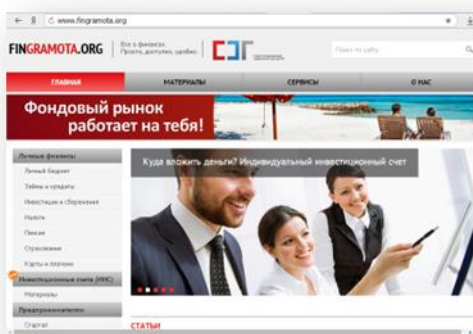 www.fingramota.org
FINGRAMOTA.ORG
Все о финансах.
Просто, доступно, удобно.
Поиск по сайту
ГЛАВНАЯ
МАТЕРИАЛЫ
СЕРВИСЫ
О НАС
Фондовый рынок
работает на тебя!
Личные финансы
Личный бюджет
Займы и кредиты
Инвестиции и сбережения
Налоги
Пенсия
Страхование
Карты и платежи
Инвестиционные счета (ИИС)
Материалы
Предпринимателям
Стартап
Куда вложить деньги? Индивидуальный инвестиционный счет
СТАТЬИ